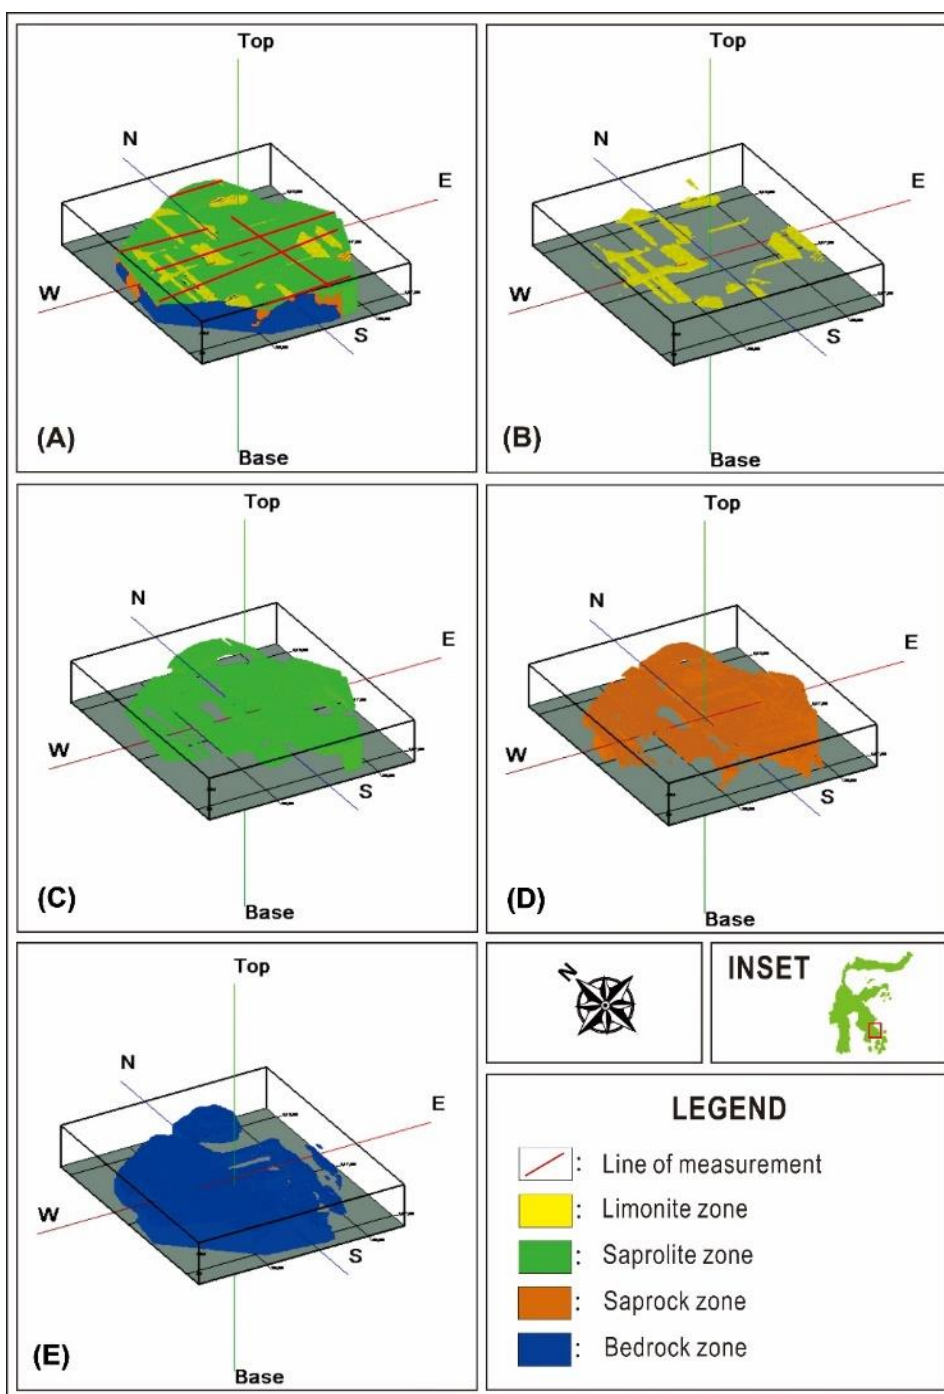 Top
N
E
W
S
(A)
Base
Top
N
E
W
S
(B)
Base
Top
N
E
W
S
(C)
Base
Top
N
E
W
S
(D)
Base
Top
N
E
W
S
(E)
Base
N
INSET
LEGEND
: Line of measurement
: Limonite zone
: Saprolite zone
: Saprock zone
: Bedrock zone